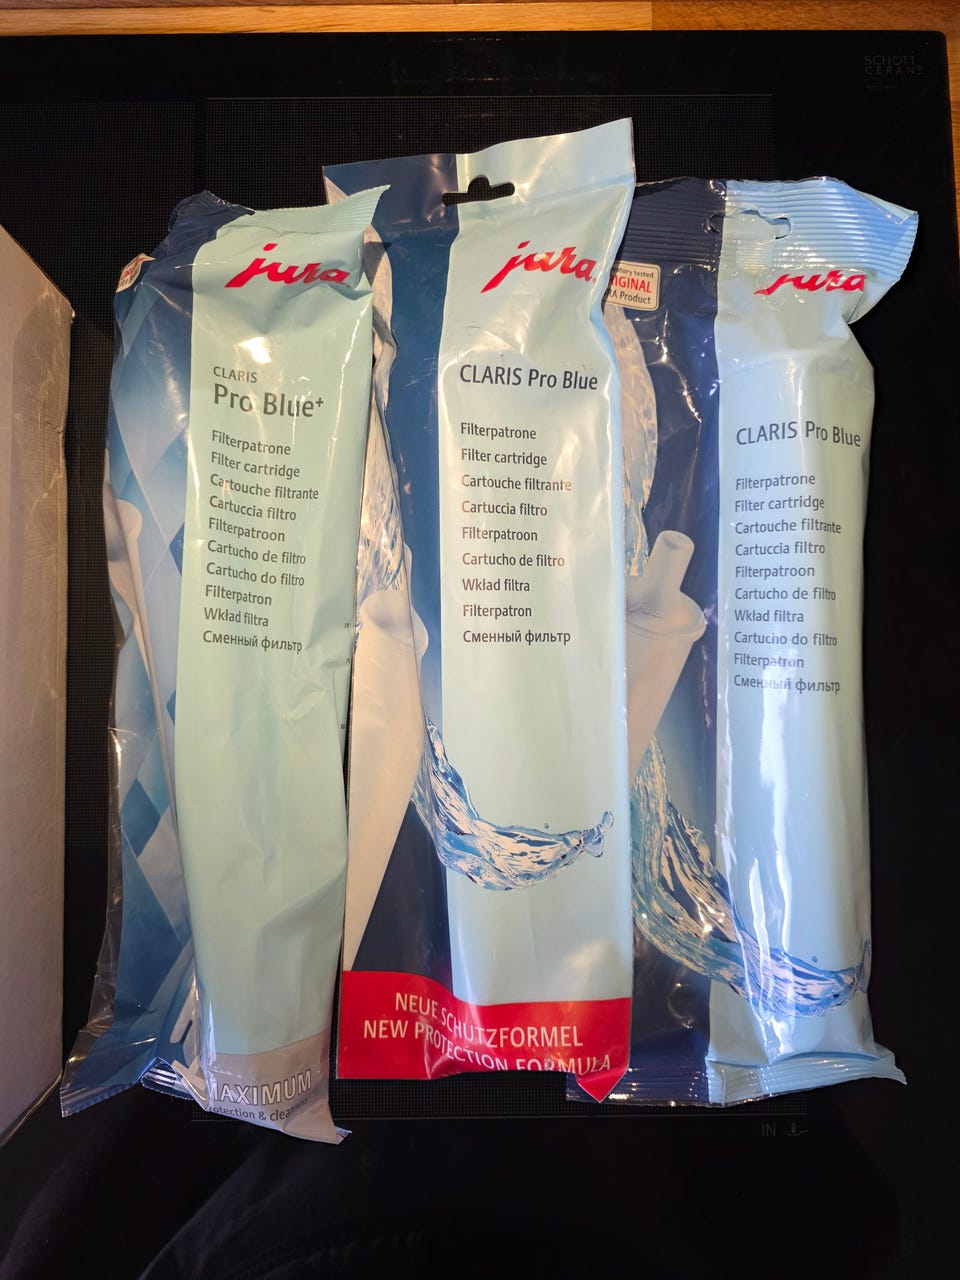 SCHOTT
CERAN®
jura
CLARIS
Pro Blue⁺
Filterpatrone
Filter cartridge
Cartouche filtrante
Cartuccia filtro
Filterpatroon
Cartucho de filtro
Cartucho do filtro
Filterpatron
Wkład filtra
Сменный фильтр
MAXIMUM
jura
CLARIS Pro Blue
Filterpatrone
Filter cartridge
Cartouche filtrante
Cartuccia filtro
Filterpatroon
Cartucho de filtro
Wkład filtra
Filterpatron
Сменный фильтр
NEUE SCHUTZFORMEL
NEW PROTECTION FORMULA
tested
Product
jura
CLARIS Pro Blue
Filterpatrone
Filter cartridge
Cartouche filtrante
Cartuccia filtro
Filterpatroon
Cartucho de filtro
Wkład filtra
Cartucho do filtro
Filterpatron
Сменный фильтр
IN